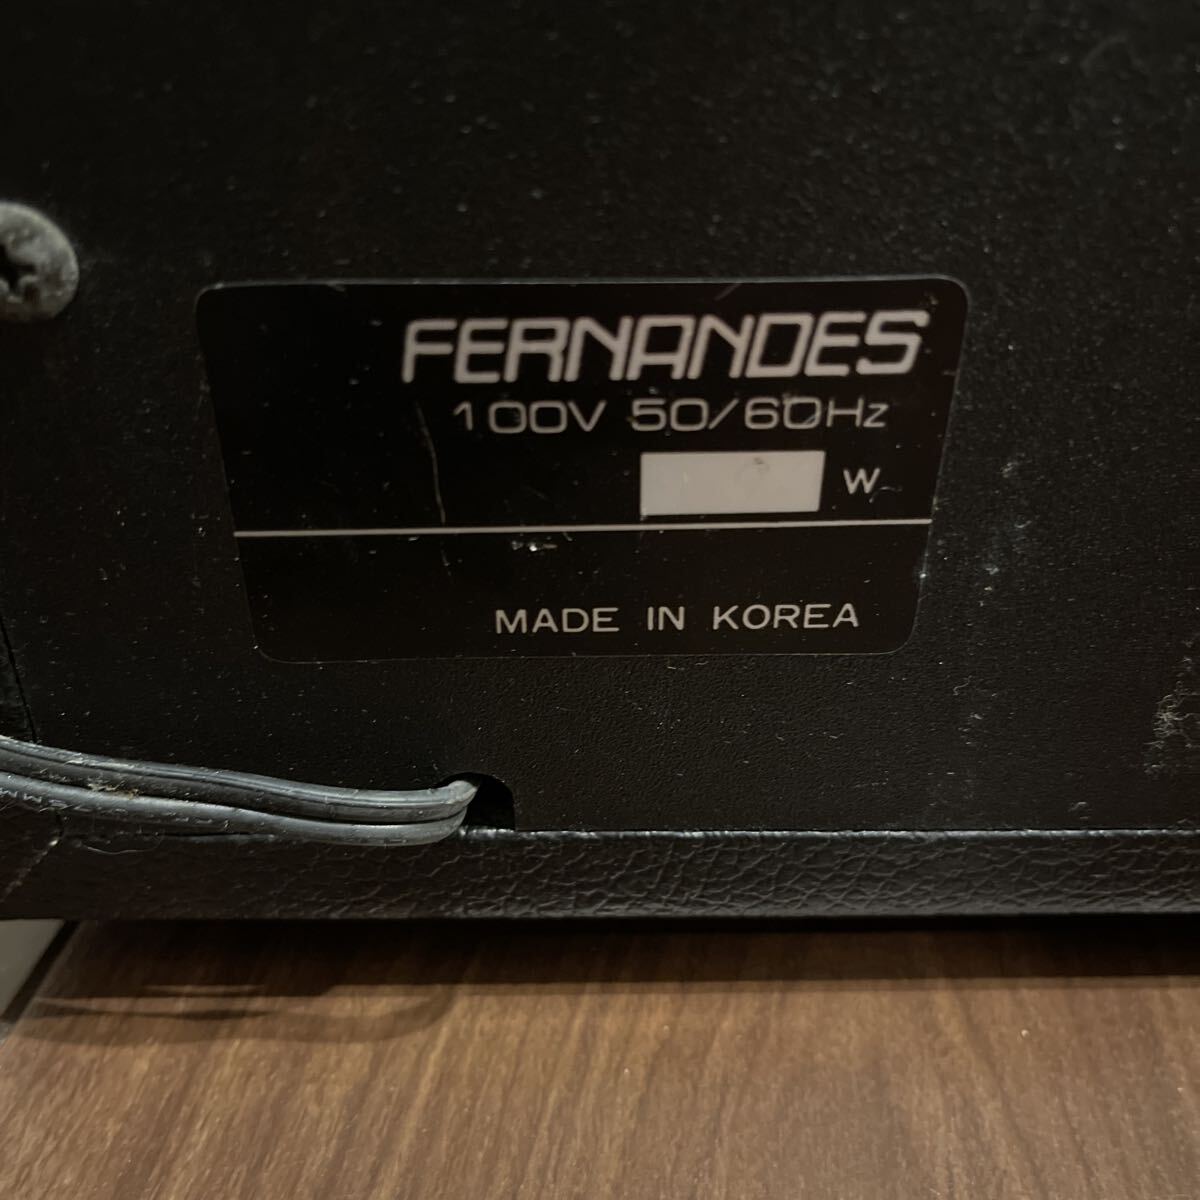 FERNANDES
100V 50/60Hz
W
MADE IN KOREA